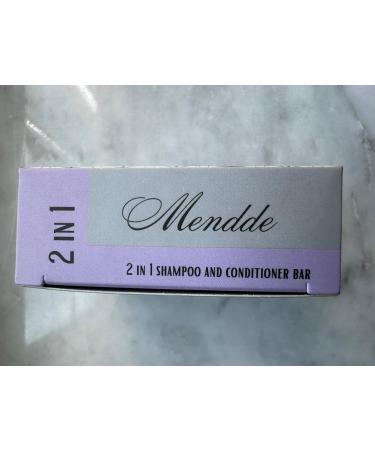 2 IN 1
Mendde
2 IN 1 SHAMPOO AND CONDITIONER BAR